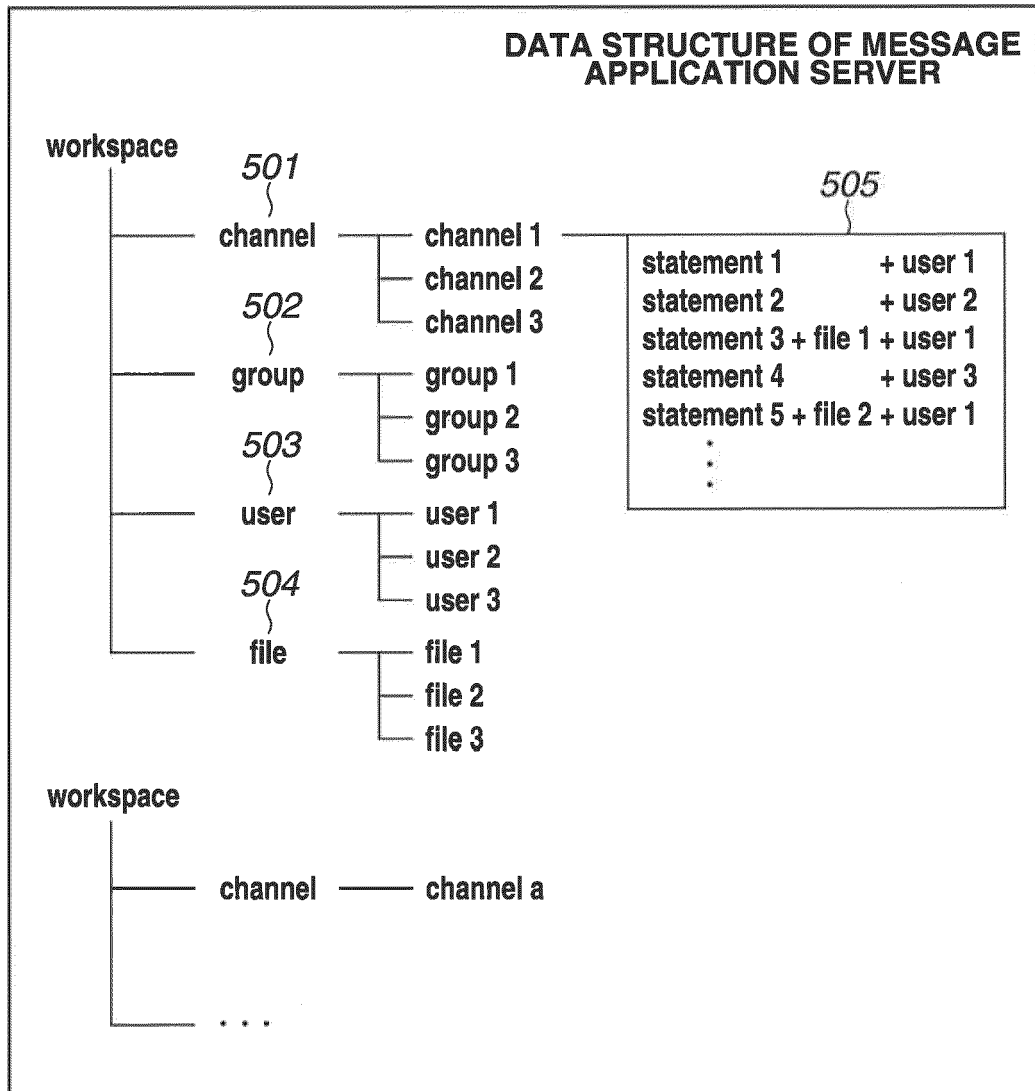 DATA STRUCTURE OF MESSAGE
APPLICATION SERVER
workspace
501
505
channel
channel 1
channel 2
channel 3
statement 1 + user 1
statement 2 + user 2
statement 3 + file 1 + user 1
statement 4 + user 3
statement 5 + file 2 + user 1
502
group
group 1
group 2
group 3
503
user
user 1
user 2
user 3
504
file
file 1
file 2
file 3
workspace
channel
channel a